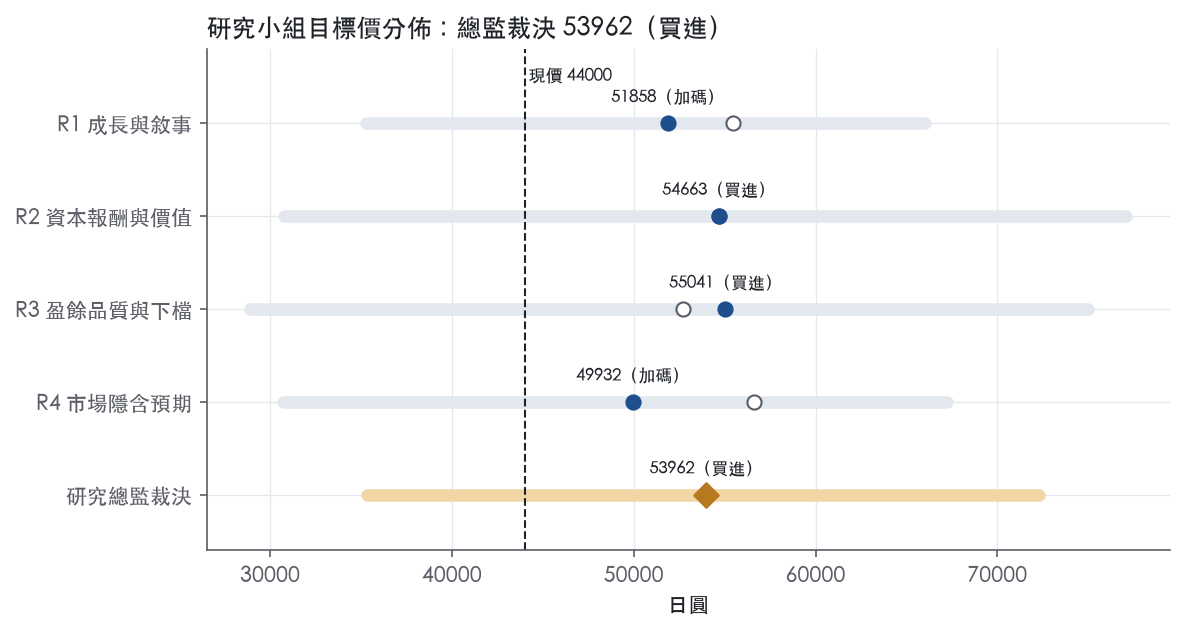 研究小組目標價分佈：總監裁決 53962（買進）
現價 44000
51858（加碼）
R1 成長與敘事
54663（買進）
R2 資本報酬與價值
55041（買進）
R3 盈餘品質與下檔
49932（加碼）
R4 市場隱含預期
53962（買進）
研究總監裁決
30000
40000
50000
60000
70000
日圓